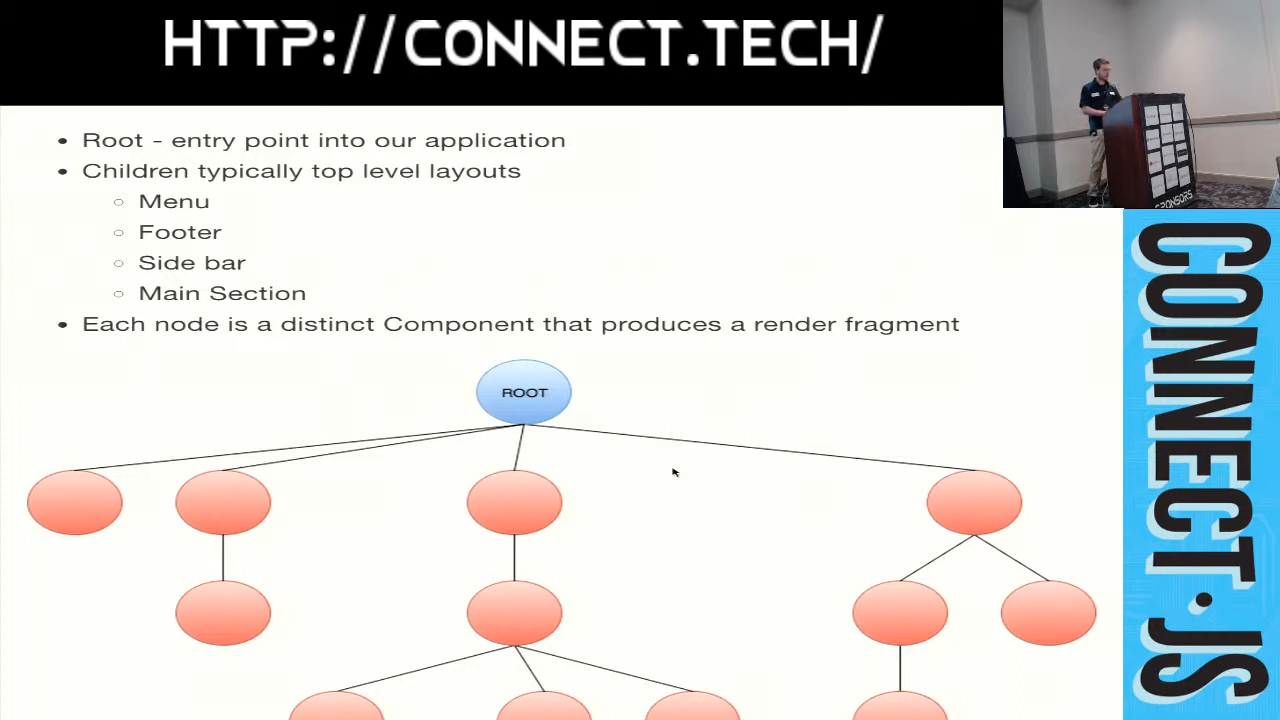 HTTP://CONNECT.TECH/
Root - entry point into our application
Children typically top level layouts
Menu
Footer
Side bar
Main Section
Each node is a distinct Component that produces a render fragment
ROOT
SPONSORS
CONNECT.JS